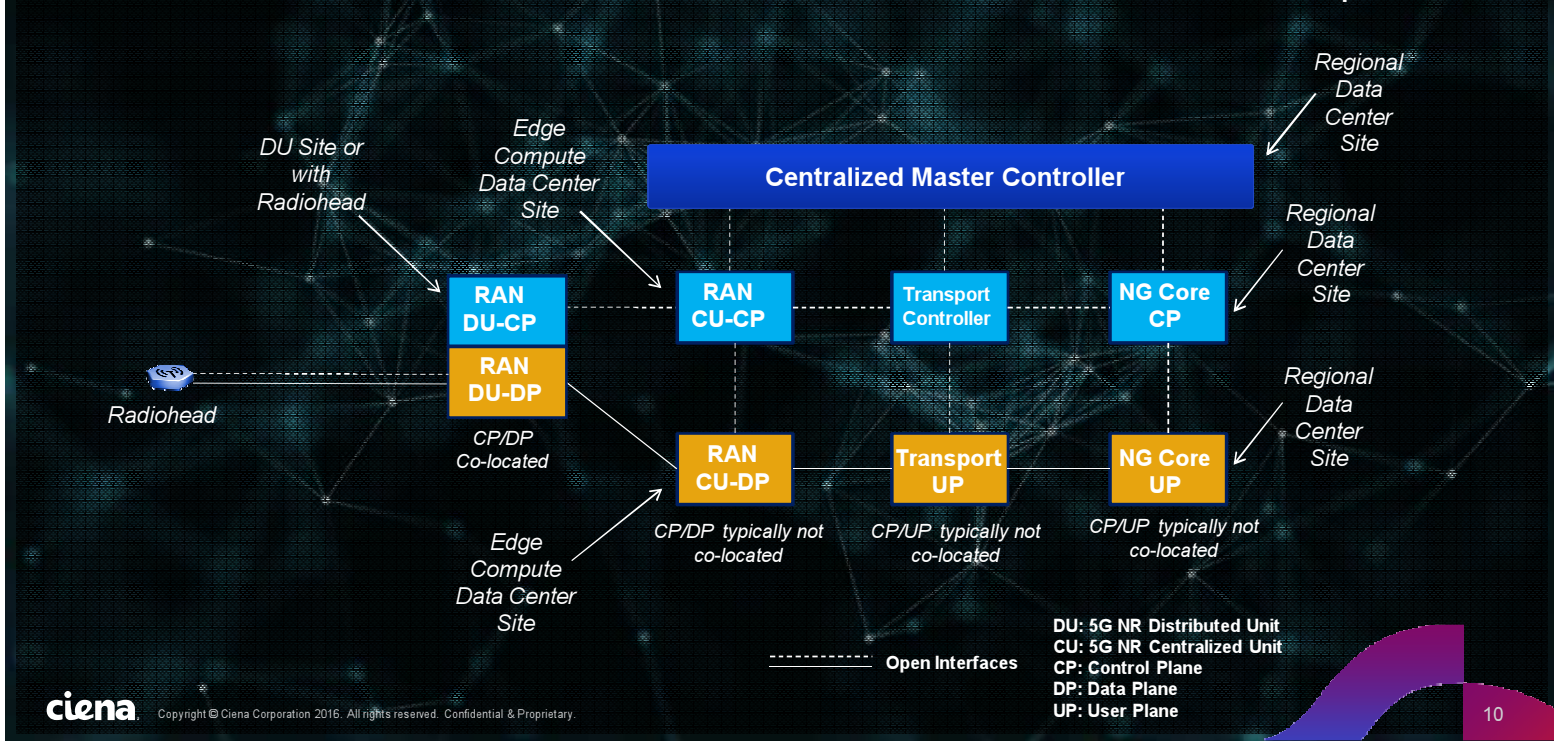 Regional
Data
Center
Site
DU Site or
with
Radiohead
Edge
Compute
Data Center
Site
Centralized Master Controller
Regional
Data
Center
Site
RAN
DU-CP
RAN
CU-CP
Transport
Controller
NG Core
CP
RAN
DU-DP
Radiohead
CP/DP
Co-located
Regional
Data
Center
Site
RAN
CU-DP
Transport
UP
NG Core
UP
CP/DP typically not
co-located
CP/UP typically not
co-located
CP/UP typically not
co-located
Edge
Compute
Data Center
Site
Open Interfaces
DU: 5G NR Distributed Unit
CU: 5G NR Centralized Unit
CP: Control Plane
DP: Data Plane
UP: User Plane
ciena
Copyright © Ciena Corporation 2016. All rights reserved. Confidential & Proprietary.
10